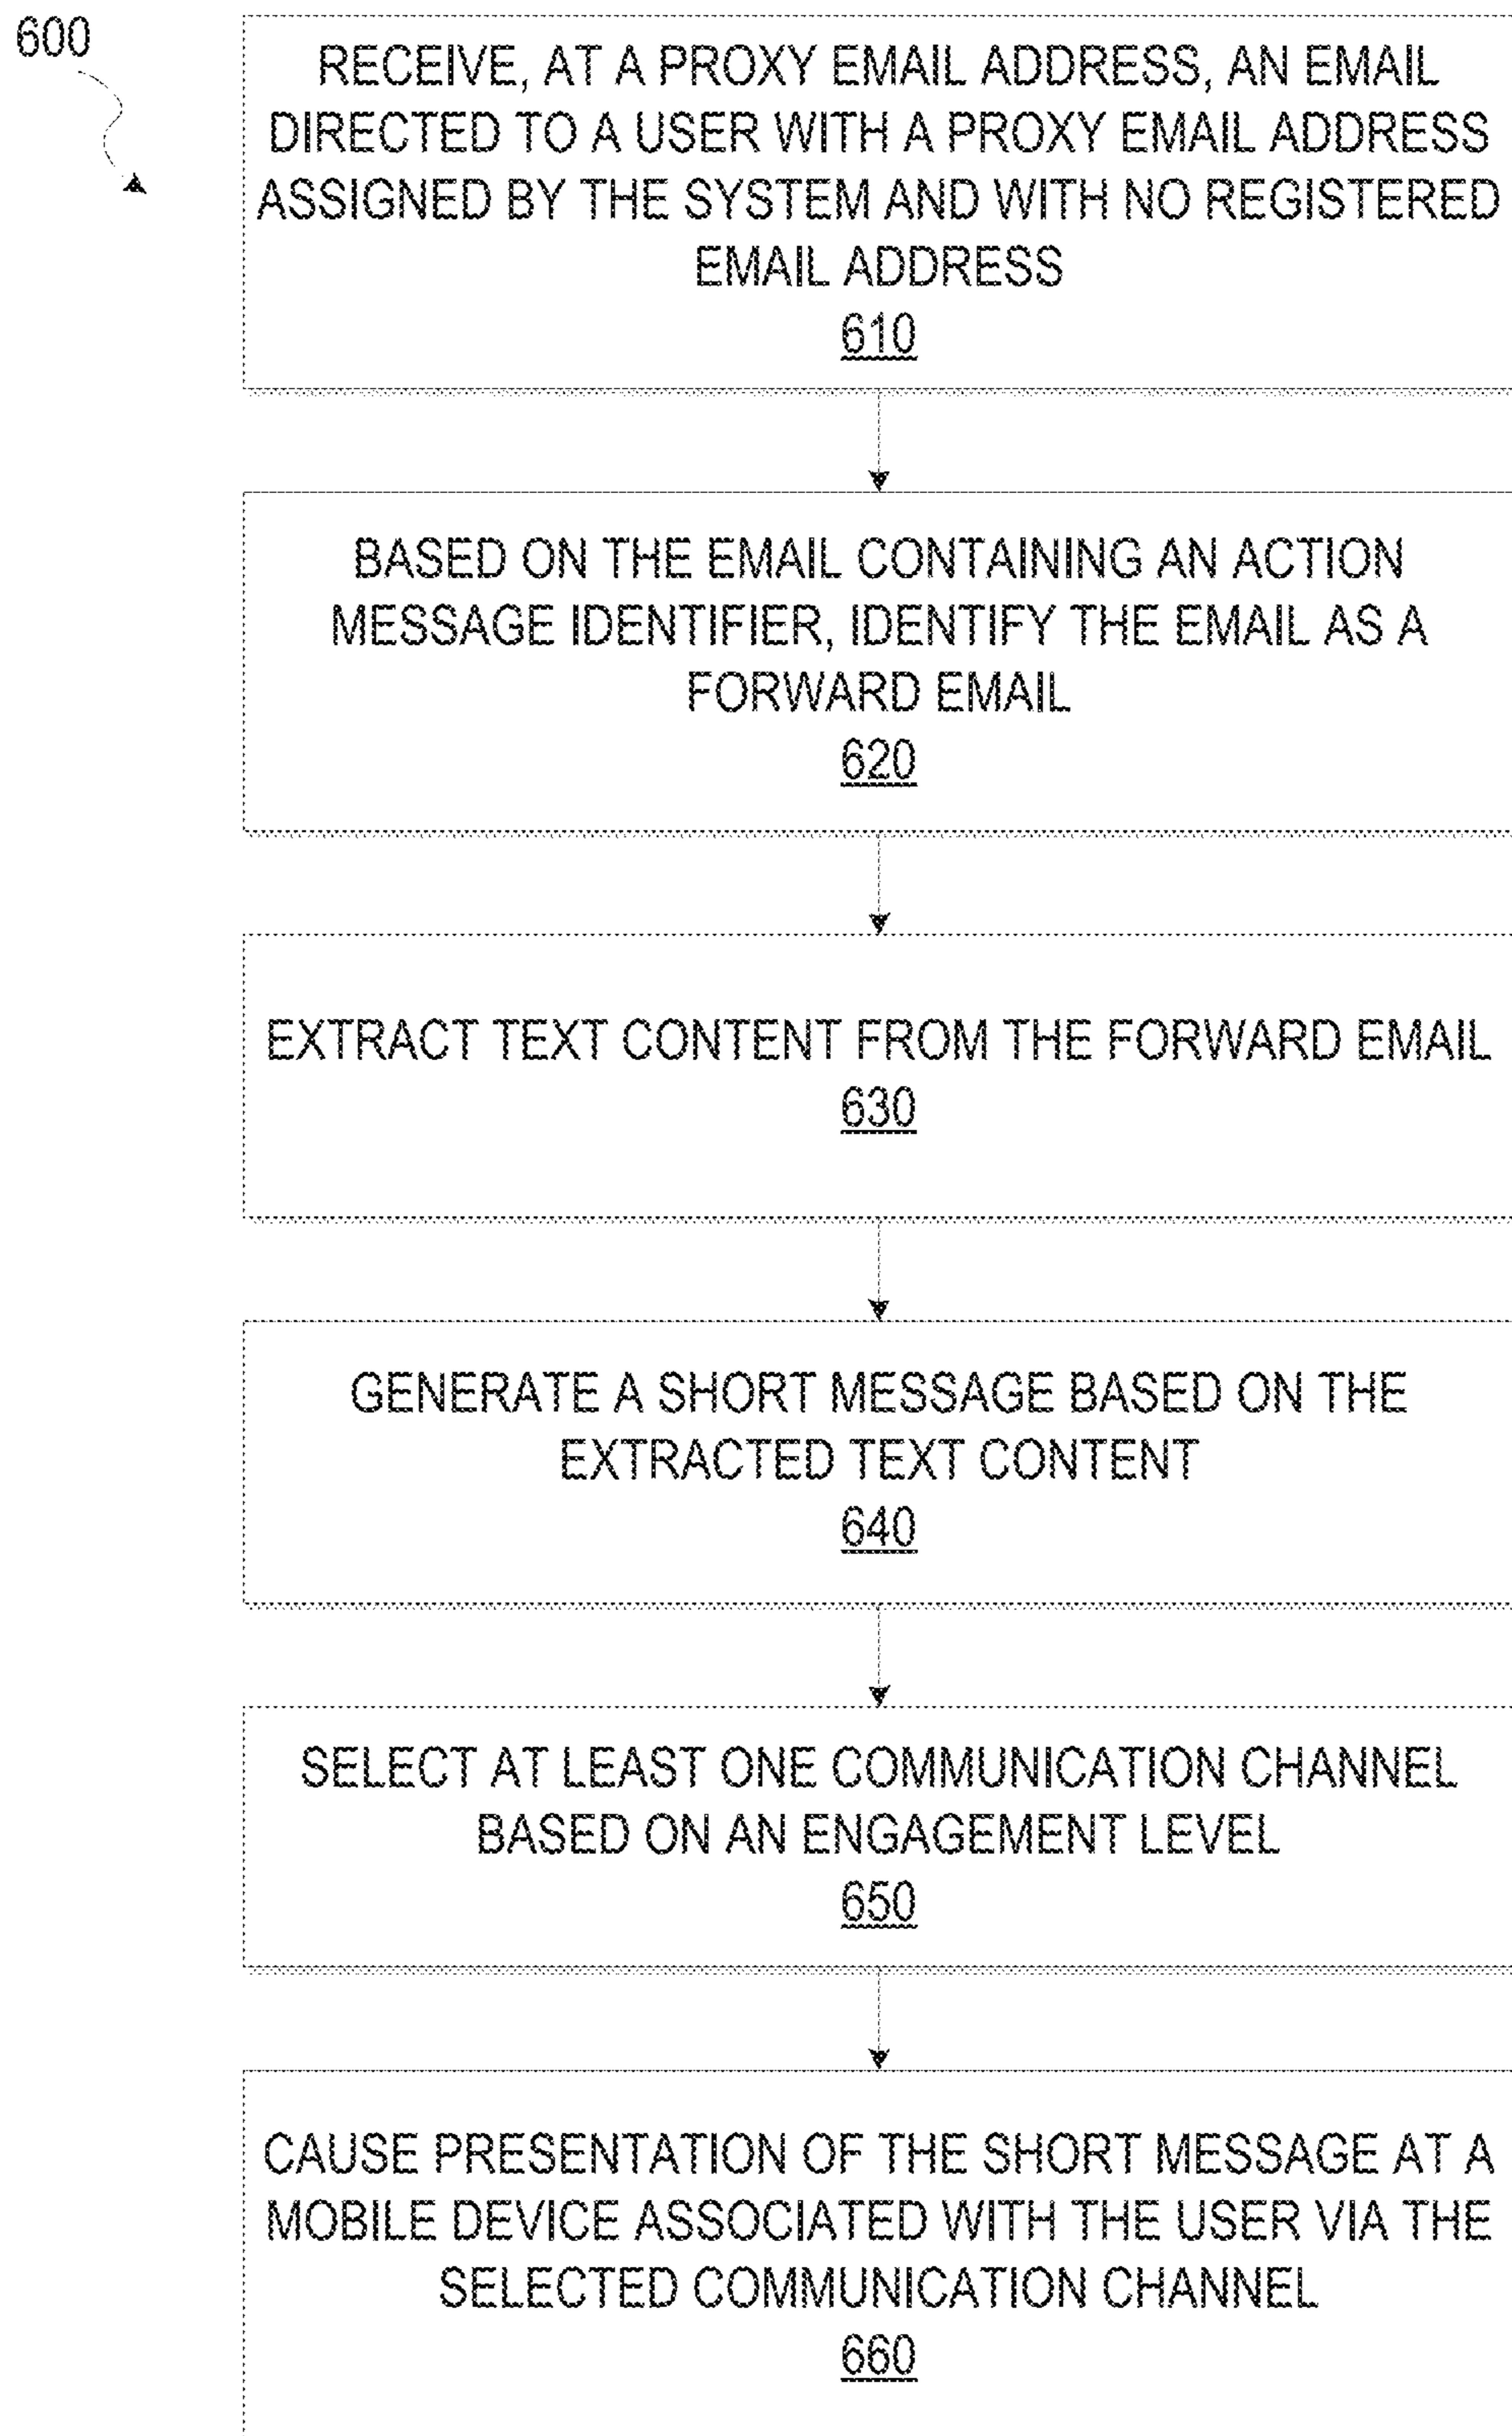 600
RECEIVE, AT A PROXY EMAIL ADDRESS, AN EMAIL
DIRECTED TO A USER WITH A PROXY EMAIL ADDRESS
ASSIGNED BY THE SYSTEM AND WITH NO REGISTERED
EMAIL ADDRESS
610
BASED ON THE EMAIL CONTAINING AN ACTION
MESSAGE IDENTIFIER, IDENTIFY THE EMAIL AS A
FORWARD EMAIL
620
EXTRACT TEXT CONTENT FROM THE FORWARD EMAIL
630
GENERATE A SHORT MESSAGE BASED ON THE
EXTRACTED TEXT CONTENT
640
SELECT AT LEAST ONE COMMUNICATION CHANNEL
BASED ON AN ENGAGEMENT LEVEL
650
CAUSE PRESENTATION OF THE SHORT MESSAGE AT A
MOBILE DEVICE ASSOCIATED WITH THE USER VIA THE
SELECTED COMMUNICATION CHANNEL
660